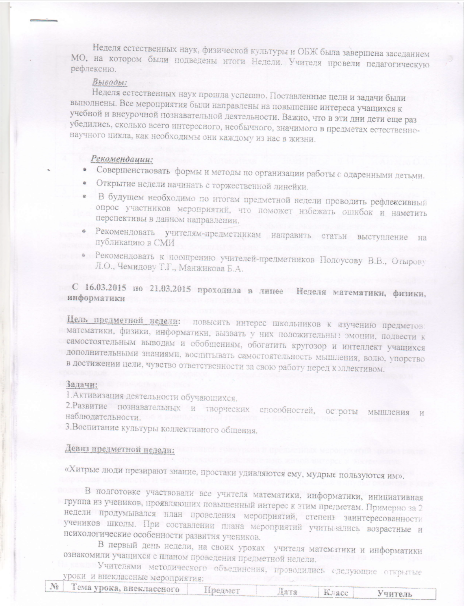 Неделя естественных наук, физической культуры и ОБЖ была завершена заседанием
МО, на котором были подведены итоги Недели. Учителя провели педагогическую
рефлексию.
Выводы:
Неделя естественных наук прошла успешно. Поставленные цели и задачи были
выполнены. Все мероприятия были направлены на повышение интереса учащихся к
учебной и внеурочной познавательной деятельности. Важно, что в эти дни дети еще раз
убедились, сколько всего интересного, необычного, значимого в предметах естественно-
научного цикла, как необходимы они каждому из нас в жизни.
Рекомендации:
• Совершенствовать формы и методы по организации работы с одаренными детьми.
• Открытие недели начинать с торжественной линейки.
• В будущем необходимо по итогам предметной недели проводить рефлексивный
опрос участников мероприятий, что поможет избежать ошибок и наметить
перспективы в данном направлении.
• Рекомендовать учителям-предметникам направить статьи выступление на
публикацию в СМИ
• Рекомендовать к поощрению учителей-предметников Полоусову В.В., Отырову
Л.О., Чемидову Т.Г., Манжикова Б.А.
С 16.03.2015 по 21.03.2015 проходила в лицее Неделя математики, физики,
информатики
Цель предметной недели: повысить интерес школьников к изучению предметов
математики, физики, информатики, вызвать у них положительные эмоции, подвести к
самостоятельным выводам и обобщениям, обогатить кругозор и интеллект учащихся
дополнительными знаниями, воспитывать самостоятельность мышления, волю, упорство
в достижении цели, чувство ответственности за свою работу перед коллективом.
Задачи:
1.Активизация деятельности обучающихся.
2.Развитие познавательных и творческих способностей, остроты мышления и
наблюдательности.
3.Воспитание культуры коллективного общения.
Девиз предметной недели:
«Хитрые люди презирают знание, простаки удивляются ему, мудрые пользуются им».
В подготовке участвовали все учителя математики, информатики, инициативная
группа из учеников, проявляющих повышенный интерес к этим предметам. Примерно за 2
недели продумывался план проведения мероприятий, степень заинтересованности
учеников школы. При составлении плана мероприятий учитывались возрастные и
психологические особенности развития учеников.
В первый день недели, на своих уроках учителя математики и информатики
ознакомили учащихся с планом проведения предметной недели.
Учителями методического объединения, проводились следующие открытые
уроки и внеклассные мероприятия:
№ Тема урока, внеклассного Предмет Дата Класс Учитель